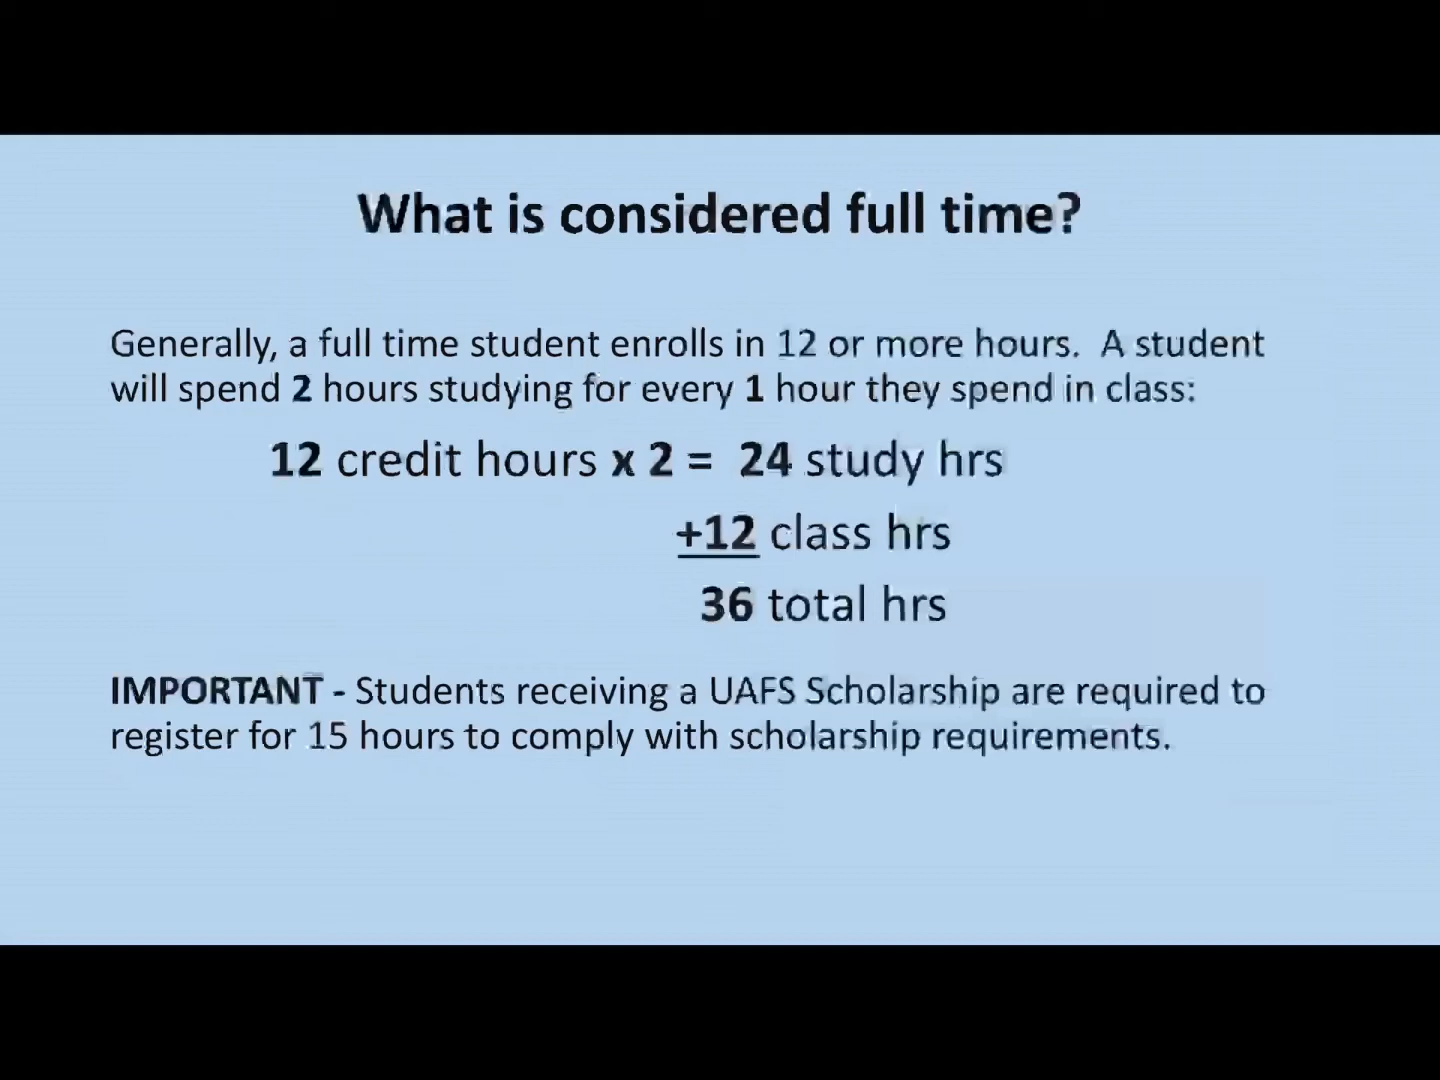 What is considered full time?
Generally, a full time student enrolls in 12 or more hours.  A student
will spend 2 hours studying for every 1 hour they spend in class:
12 credit hours x 2 =  24 study hrs
+12 class hrs
36 total hrs
IMPORTANT - Students receiving a UAFS Scholarship are required to
register for 15 hours to comply with scholarship requirements.